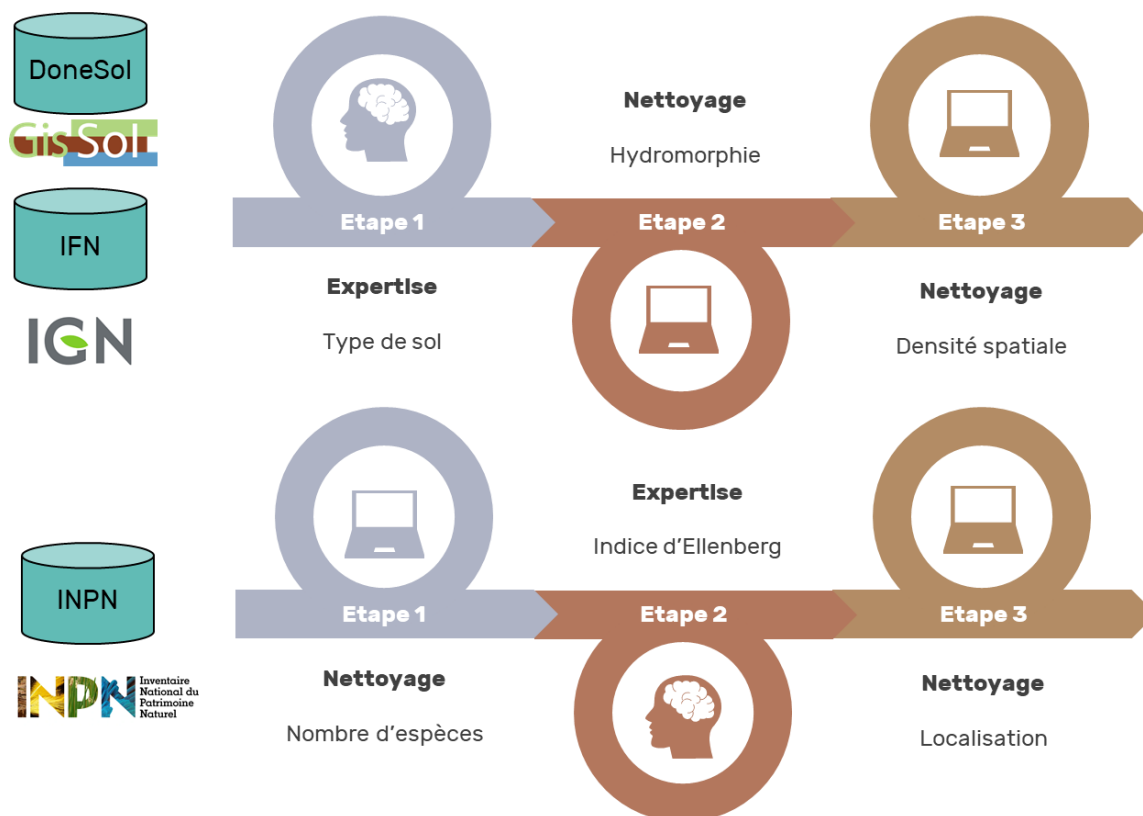 DoneSol
GisSol
IFN
IGN
Nettoyage
Hydromorphie
Etape 1
Etape 2
Etape 3
Expertise
Type de sol
Nettoyage
Densité spatiale
INPN
INPN
Inventaire
National du
Patrimoine
Naturel
Expertise
Indice d'Ellenberg
Etape 1
Etape 2
Etape 3
Nettoyage
Nombre d'espèces
Nettoyage
Localisation